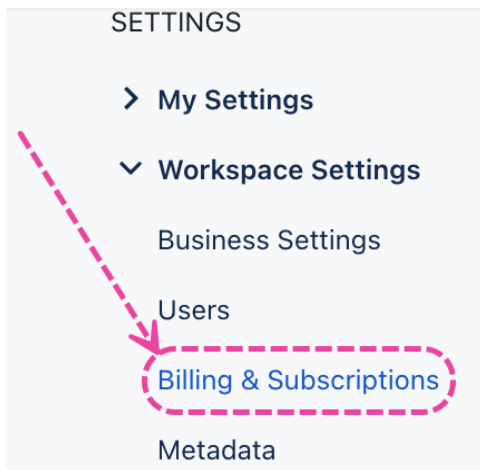 SETTINGS
My Settings
Workspace Settings
Business Settings
Users
Billing & Subscriptions
Metadata